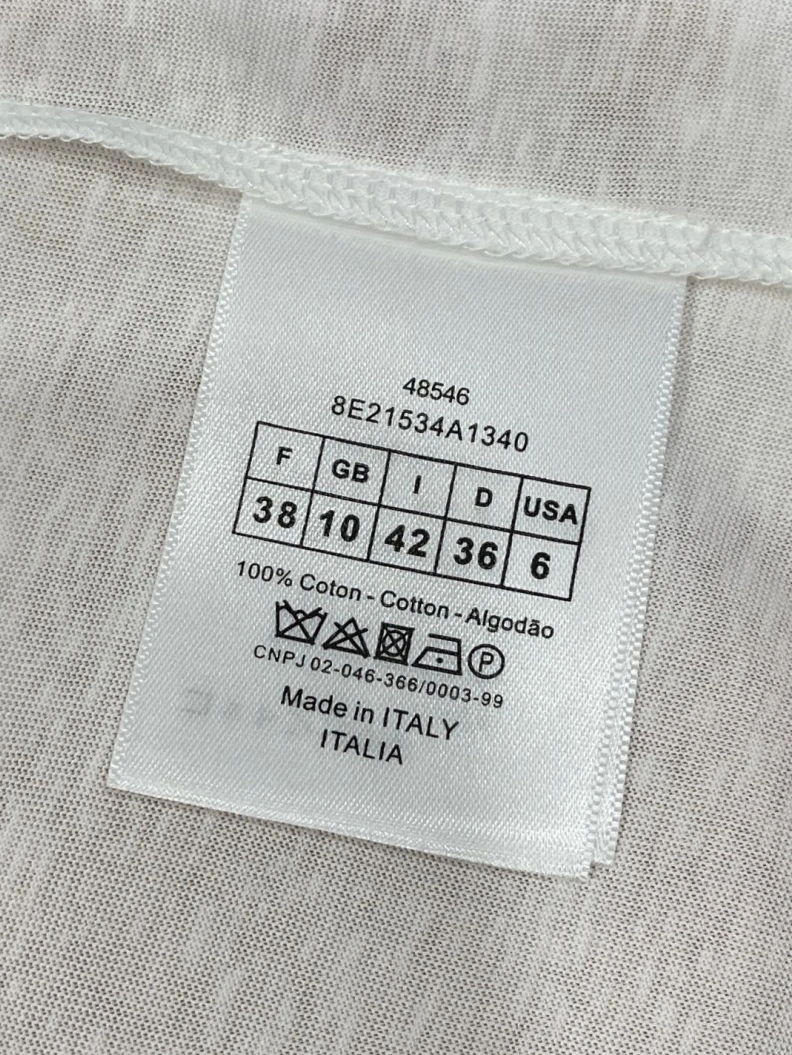 48546
8E21534A1340
F GB I D USA
38 10 42 36 6
100% Coton - Cotton - Algodão
P
CNPJ 02-046-366/0003-99
Made in ITALY
ITALIA